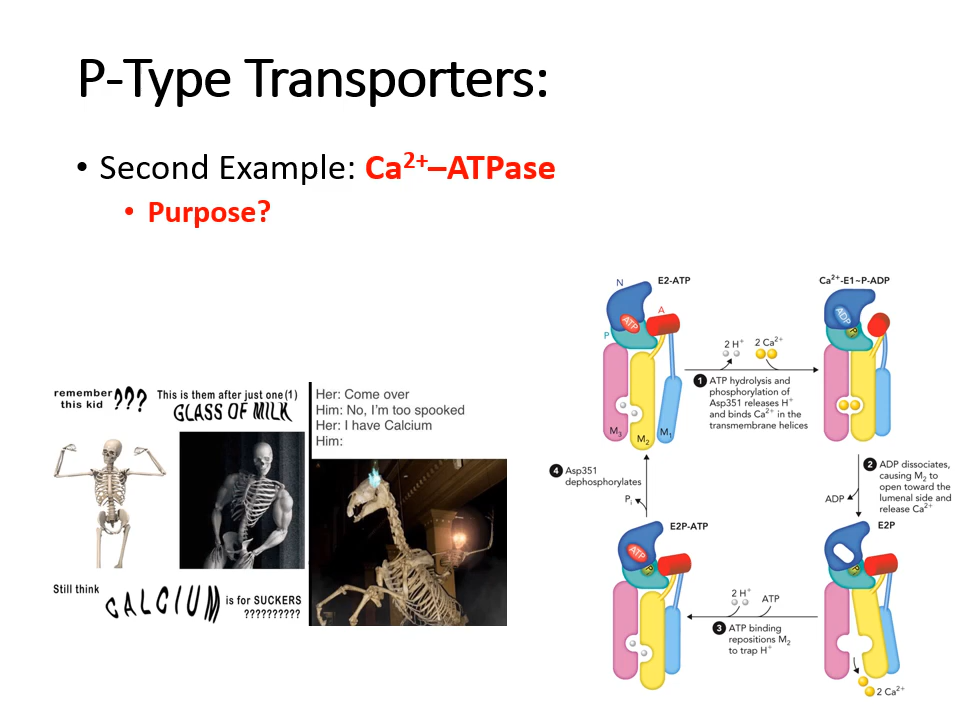 P-Type Transporters:
• Second Example: Ca²⁺–ATPase
• Purpose?
remember ???
this kid
This is them after just one(1)
GLASS OF MILK
Still think
CALCIUM is for SUCKERS
??????????
Her: Come over
Him: No, I'm too spooked
Her: I have Calcium
Him:
N
E2-ATP
A
ATP
P
M₃
M₂
M₁
2 H⁺ 2 Ca²⁺
1 ATP hydrolysis and
phosphorylation of
Asp351 releases H⁺
and binds Ca²⁺ in the
transmembrane helices
Ca²⁺-E1~P-ADP
ADP
P
2 ADP dissociates,
causing M₂ to
open toward the
lumenal side and
release Ca²⁺
ADP
E2P
P
2 Ca²⁺
2 H⁺ ATP
3 ATP binding
repositions M₂
to trap H⁺
E2P-ATP
ATP
P
4 Asp351
dephosphorylates
Pᵢ